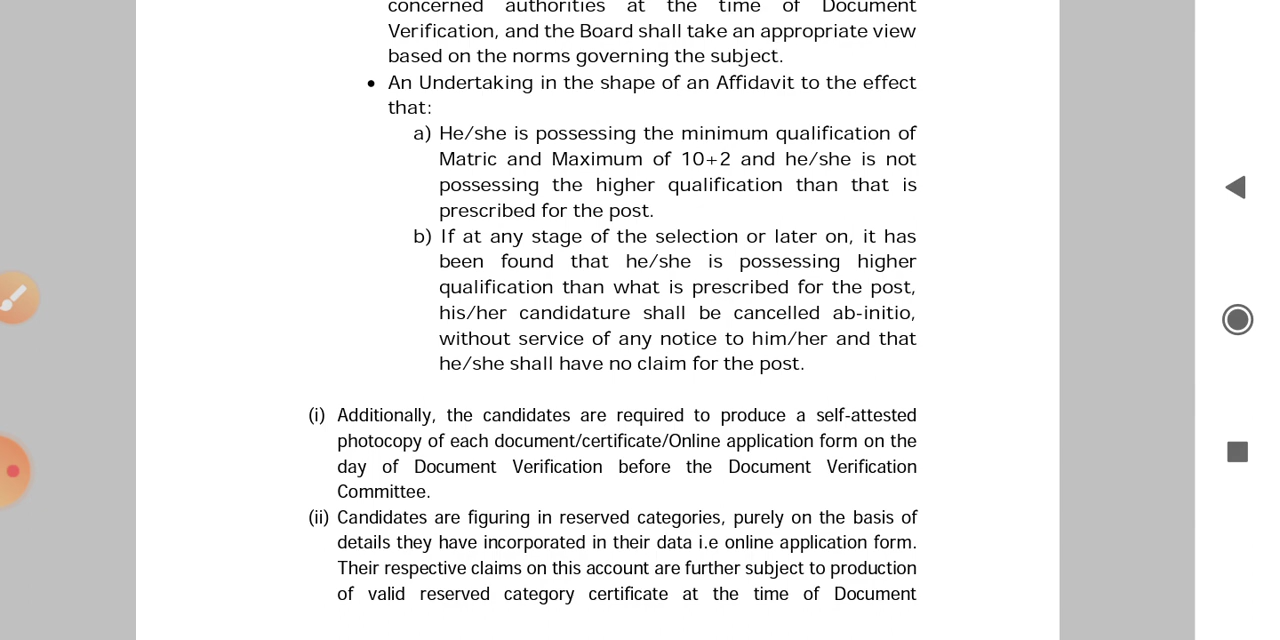 concerned authorities at the time of Document
Verification, and the Board shall take an appropriate view
based on the norms governing the subject.
• An Undertaking in the shape of an Affidavit to the effect
that:
a) He/she is possessing the minimum qualification of
Matric and Maximum of 10+2 and he/she is not
possessing the higher qualification than that is
prescribed for the post.
b) If at any stage of the selection or later on, it has
been found that he/she is possessing higher
qualification than what is prescribed for the post,
his/her candidature shall be cancelled ab-initio,
without service of any notice to him/her and that
he/she shall have no claim for the post.
(i) Additionally, the candidates are required to produce a self-attested
photocopy of each document/certificate/Online application form on the
day of Document Verification before the Document Verification
Committee.
(ii) Candidates are figuring in reserved categories, purely on the basis of
details they have incorporated in their data i.e online application form.
Their respective claims on this account are further subject to production
of valid reserved category certificate at the time of Document